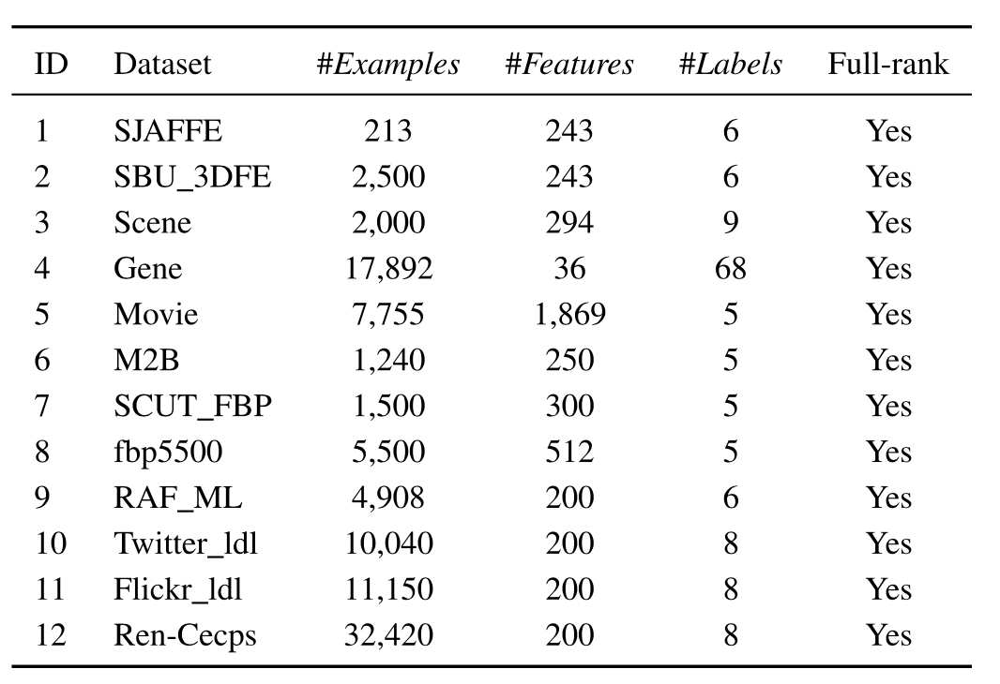 ID Dataset #Examples #Features #Labels Full-rank
1 SJAFFE 213 243 6 Yes
2 SBU_3DFE 2,500 243 6 Yes
3 Scene 2,000 294 9 Yes
4 Gene 17,892 36 68 Yes
5 Movie 7,755 1,869 5 Yes
6 M2B 1,240 250 5 Yes
7 SCUT_FBP 1,500 300 5 Yes
8 fbp5500 5,500 512 5 Yes
9 RAF_ML 4,908 200 6 Yes
10 Twitter_ldl 10,040 200 8 Yes
11 Flickr_ldl 11,150 200 8 Yes
12 Ren-Cecps 32,420 200 8 Yes